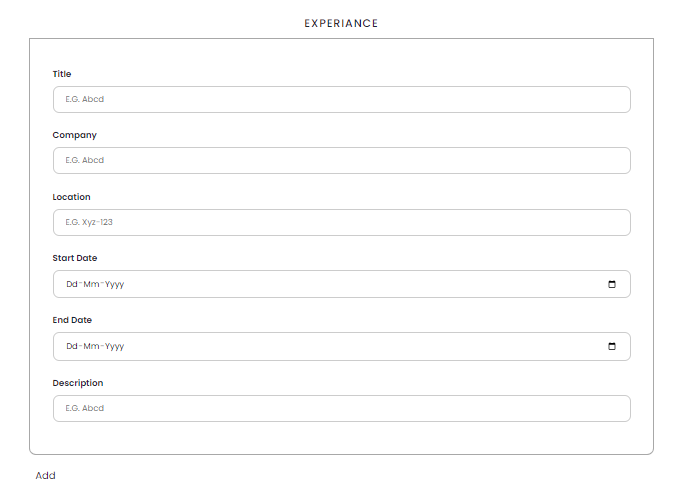 EXPERIANCE
Title
E.G. Abcd
Company
E.G. Abcd
Location
E.G. Xyz-123
Start Date
Dd-Mm-Yyyy
End Date
Dd-Mm-Yyyy
Description
E.G. Abcd
Add